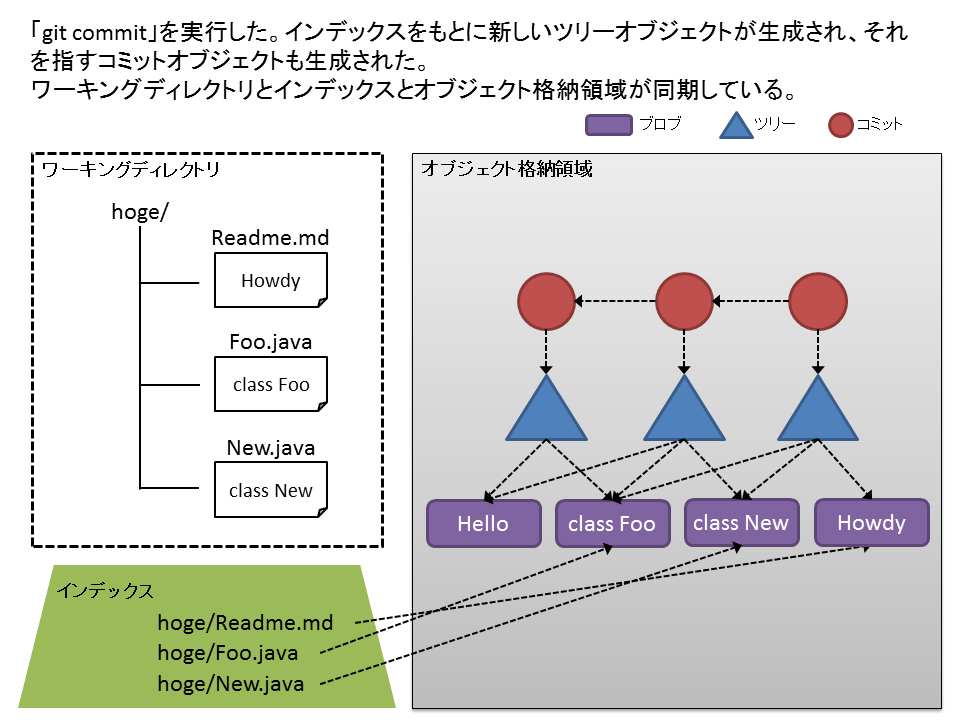 「git commit」を実行した。インデックスをもとに新しいツリーオブジェクトが生成され、それ
を指すコミットオブジェクトも生成された。
ワーキングディレクトリとインデックスとオブジェクト格納領域が同期している。
ブロブ
ツリー
コミット
ワーキングディレクトリ
hoge/
Readme.md
Howdy
Foo.java
class Foo
New.java
class New
オブジェクト格納領域
Hello
class Foo
class New
Howdy
インデックス
hoge/Readme.md
hoge/Foo.java
hoge/New.java